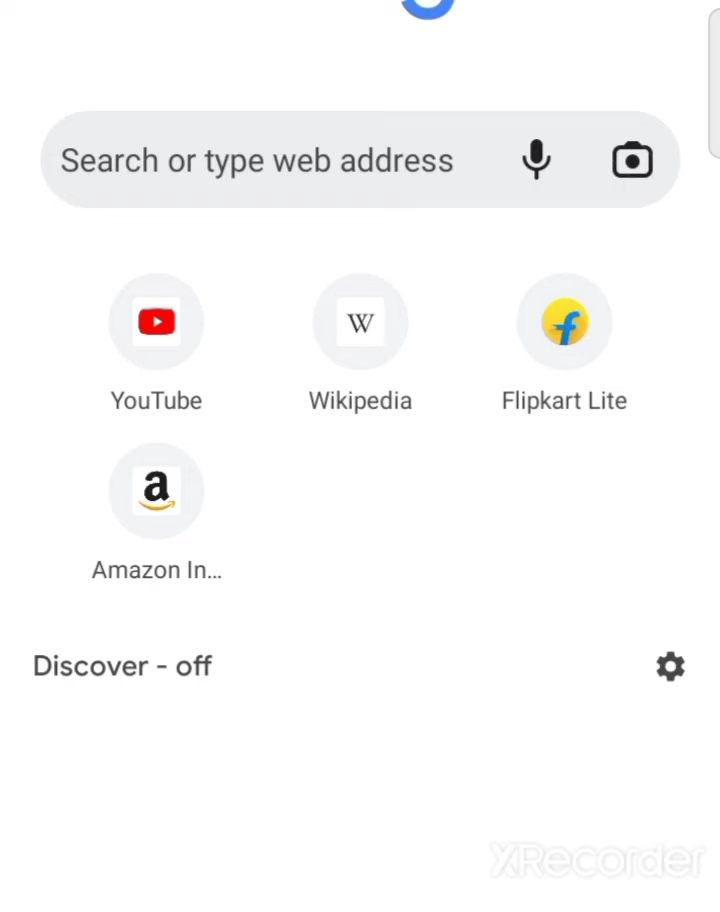 Search or type web address
W
f
YouTube
Wikipedia
Flipkart Lite
a
Amazon In...
Discover - off
XRecorder